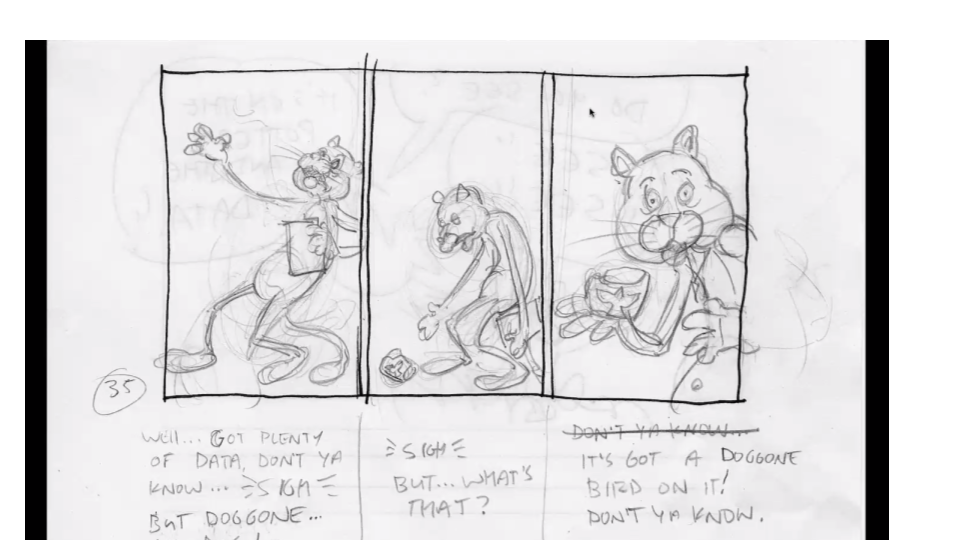 35
WELL... GOT PLENTY
OF DATA, DONT YA
KNOW... SIGH
BUT DOGGONE...
SIGH
BUT... WHAT'S
THAT?
DON'T YA KNOW...
IT'S GOT A DOGGONE
BIRD ON IT!
DON'T YA KNOW.